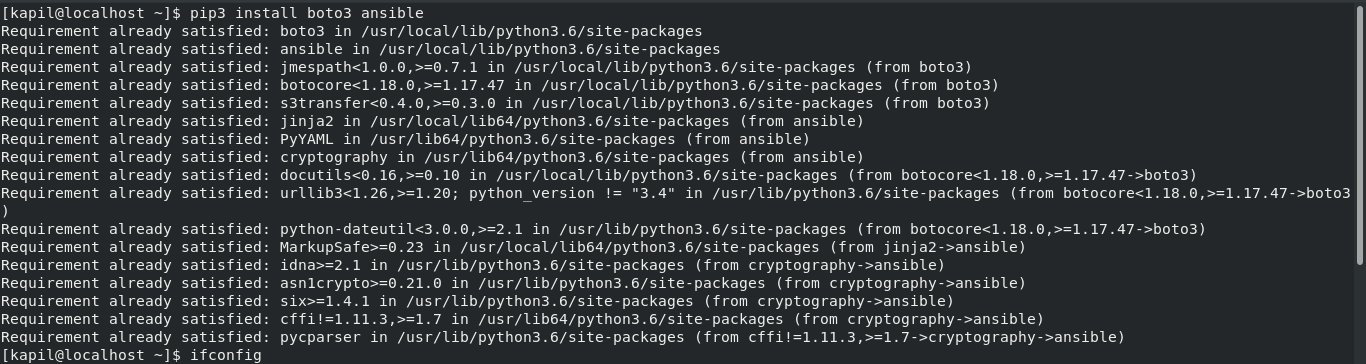 [kapil@localhost ~]$ pip3 install boto3 ansible
Requirement already satisfied: boto3 in /usr/local/lib/python3.6/site-packages
Requirement already satisfied: ansible in /usr/local/lib/python3.6/site-packages
Requirement already satisfied: jmespath<1.0.0,>=0.7.1 in /usr/local/lib/python3.6/site-packages (from boto3)
Requirement already satisfied: botocore<1.18.0,>=1.17.47 in /usr/local/lib/python3.6/site-packages (from boto3)
Requirement already satisfied: s3transfer<0.4.0,>=0.3.0 in /usr/local/lib/python3.6/site-packages (from boto3)
Requirement already satisfied: jinja2 in /usr/local/lib64/python3.6/site-packages (from ansible)
Requirement already satisfied: PyYAML in /usr/lib64/python3.6/site-packages (from ansible)
Requirement already satisfied: cryptography in /usr/lib64/python3.6/site-packages (from ansible)
Requirement already satisfied: docutils<0.16,>=0.10 in /usr/local/lib/python3.6/site-packages (from botocore<1.18.0,>=1.17.47->boto3)
Requirement already satisfied: urllib3<1.26,>=1.20; python_version != "3.4" in /usr/lib/python3.6/site-packages (from botocore<1.18.0,>=1.17.47->boto3
)
Requirement already satisfied: python-dateutil<3.0.0,>=2.1 in /usr/lib/python3.6/site-packages (from botocore<1.18.0,>=1.17.47->boto3)
Requirement already satisfied: MarkupSafe>=0.23 in /usr/local/lib64/python3.6/site-packages (from jinja2->ansible)
Requirement already satisfied: idna>=2.1 in /usr/lib/python3.6/site-packages (from cryptography->ansible)
Requirement already satisfied: asn1crypto>=0.21.0 in /usr/lib/python3.6/site-packages (from cryptography->ansible)
Requirement already satisfied: six>=1.4.1 in /usr/lib/python3.6/site-packages (from cryptography->ansible)
Requirement already satisfied: cffi!=1.11.3,>=1.7 in /usr/lib64/python3.6/site-packages (from cryptography->ansible)
Requirement already satisfied: pycparser in /usr/lib/python3.6/site-packages (from cffi!=1.11.3,>=1.7->cryptography->ansible)
[kapil@localhost ~]$ ifconfig